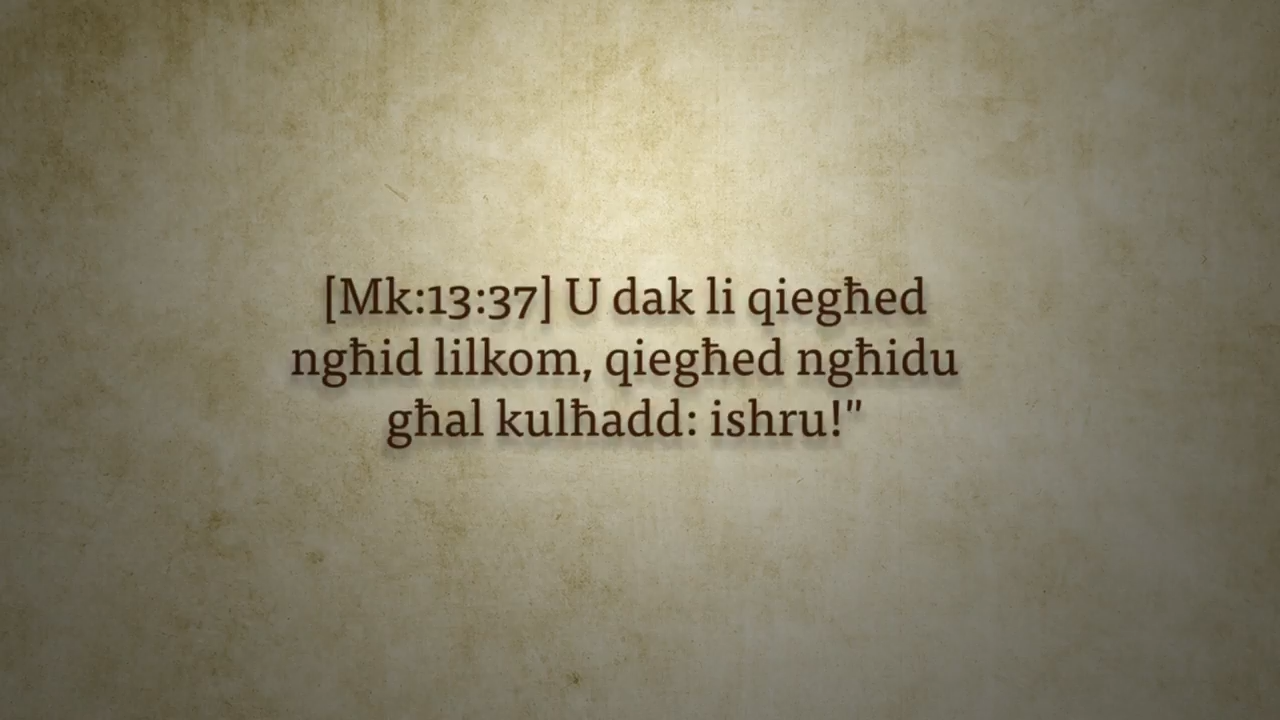 [Mk:13:37] U dak li qiegħed
ngħid lilkom, qiegħed ngħidu
għal kulħadd: ishru!"